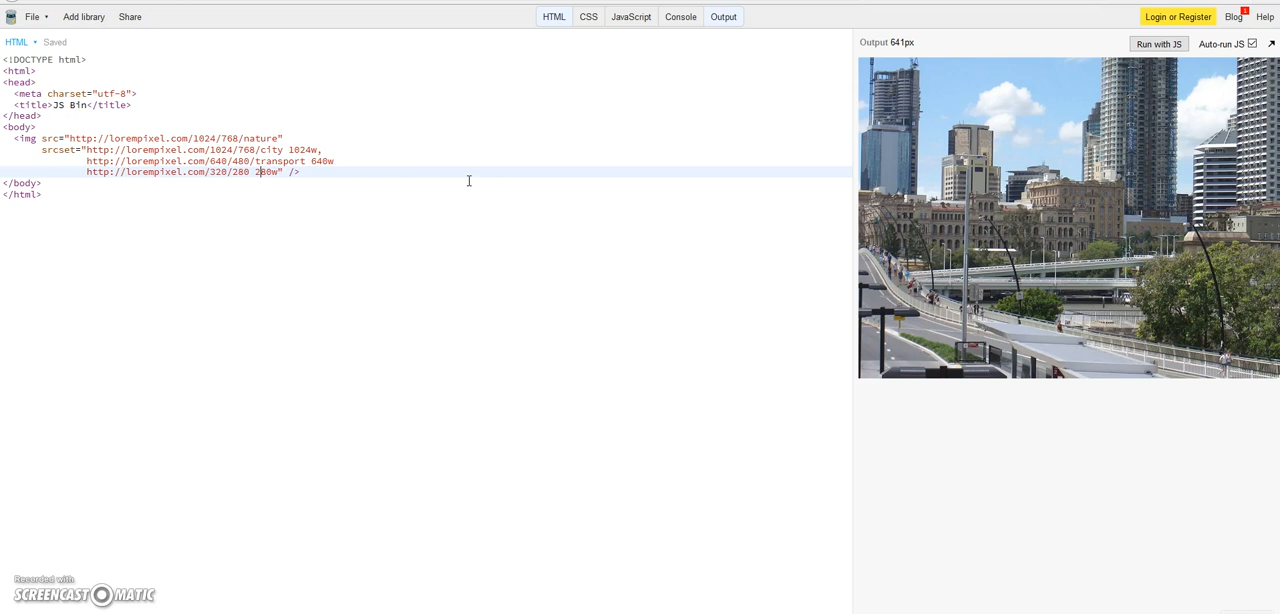 File ▾ Add library Share HTML CSS JavaScript Console Output Login or Register Blog 1 Help
HTML ▾ Saved Output 641px Run with JS Auto-run JS
<!DOCTYPE html>
<html>
<head>
<meta charset="utf-8">
<title>JS Bin</title>
</head>
<body>
<img src="http://lorempixel.com/1024/768/nature"
srcset="http://lorempixel.com/1024/768/city 1024w,
http://lorempixel.com/640/480/transport 640w
http://lorempixel.com/320/280 280w" />
</body>
</html>
Recorded with
SCREENCAST MATIC